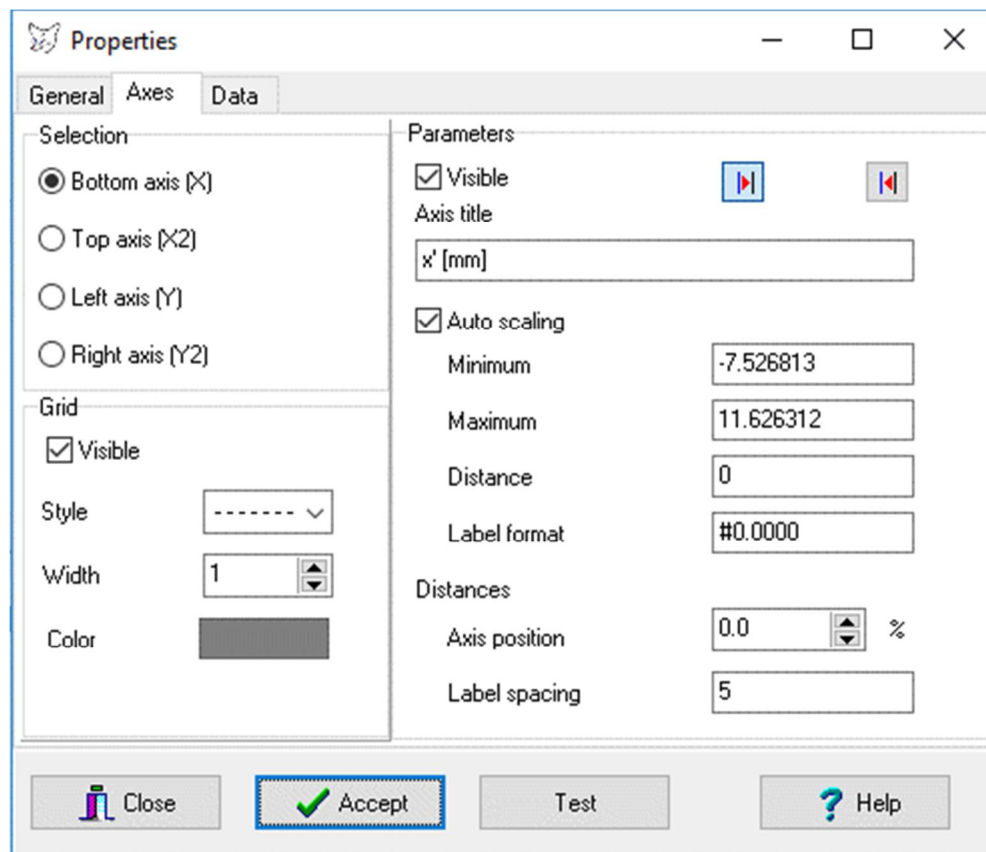 Properties
General Axes Data
Selection
Bottom axis (X)
Top axis (X2)
Left axis (Y)
Right axis (Y2)
Grid
Visible
Style
Width 1
Color
Parameters
Visible
Axis title
x' [mm]
Auto scaling
Minimum -7.526813
Maximum 11.626312
Distance 0
Label format #0.0000
Distances
Axis position 0.0 %
Label spacing 5
Close Accept Test ? Help